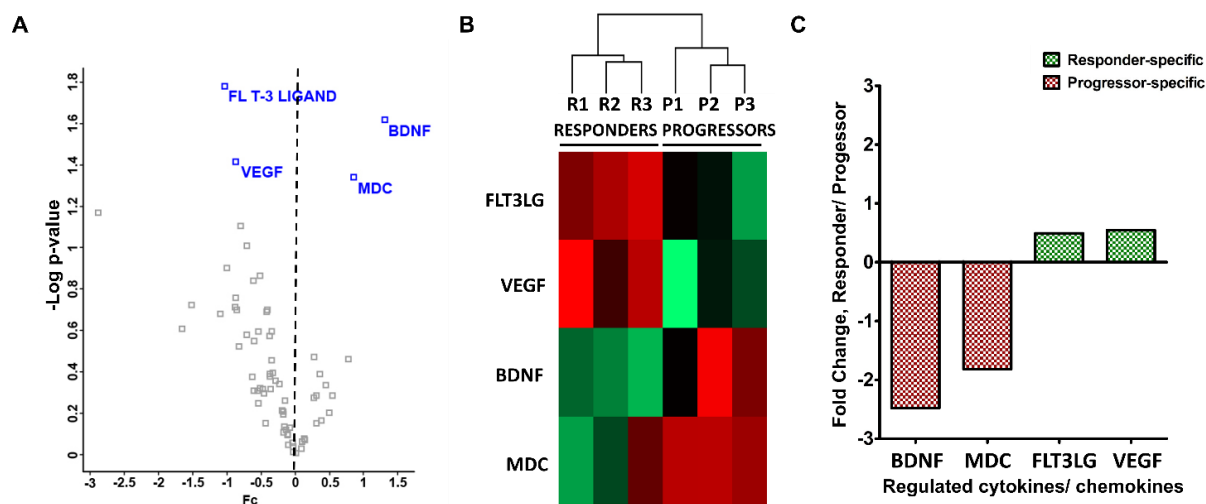 A
-Log p-value
1.8
1.6
1.4
1.2
1
0.8
0.6
0.4
0.2
0
FL T-3 LIGAND
BDNF
VEGF
MDC
-3 -2.5 -2 -1.5 -1 -0.5 0 0.5 1 1.5
Fc
B
R1 R2 R3 P1 P2 P3
RESPONDERS PROGRESSORS
FLT3LG
VEGF
BDNF
MDC
C
Responder-specific
Progressor-specific
Fold Change, Responder/ Progessor
3
2
1
0
-1
-2
-3
BDNF MDC FLT3LG VEGF
Regulated cytokines/ chemokines